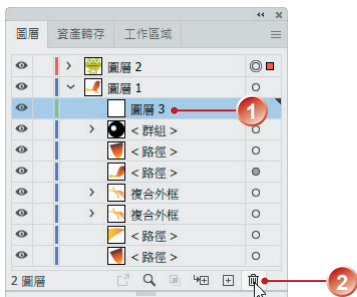 圖層 資產轉存 工作區域
圖層 2
圖層 1
圖層 3
1
< 群組 >
< 路徑 >
< 路徑 >
複合外框
複合外框
< 路徑 >
< 路徑 >
2 圖層
2